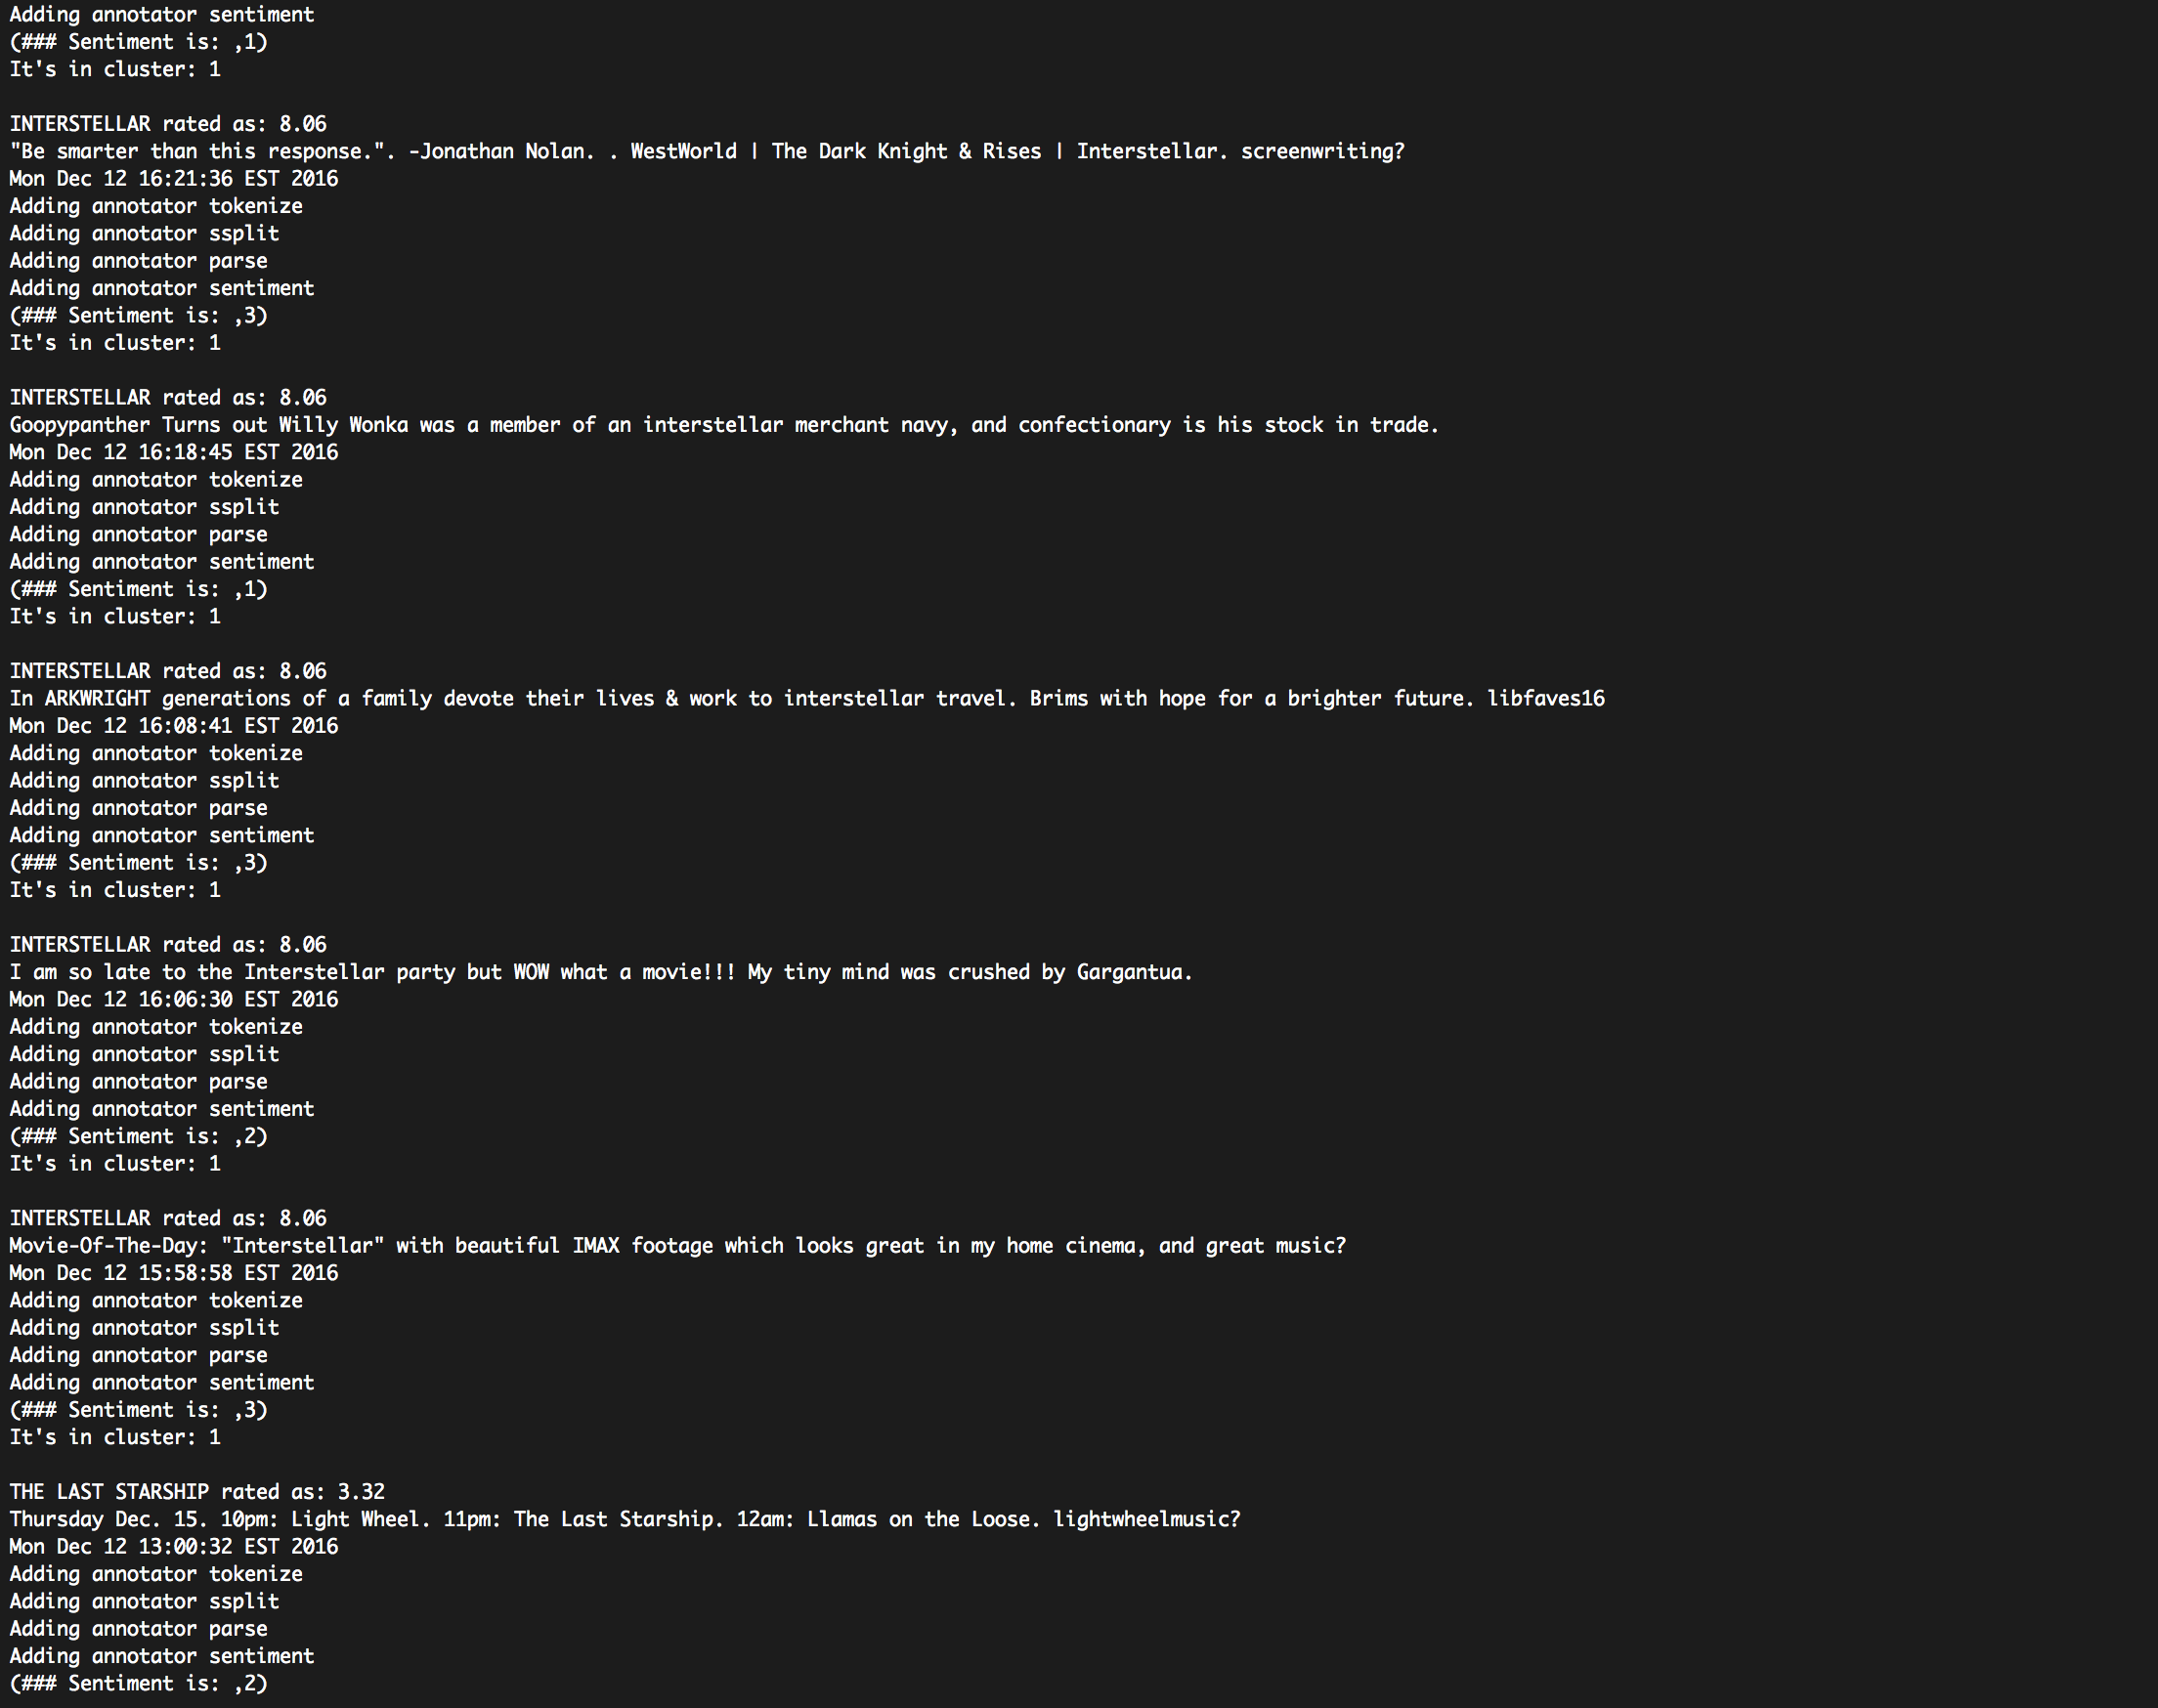 Adding annotator sentiment
(### Sentiment is: ,1)
It's in cluster: 1
INTERSTELLAR rated as: 8.06
"Be smarter than this response.". -Jonathan Nolan. . WestWorld | The Dark Knight & Rises | Interstellar. screenwriting?
Mon Dec 12 16:21:36 EST 2016
Adding annotator tokenize
Adding annotator ssplit
Adding annotator parse
Adding annotator sentiment
(### Sentiment is: ,3)
It's in cluster: 1
INTERSTELLAR rated as: 8.06
Goopypanther Turns out Willy Wonka was a member of an interstellar merchant navy, and confectionary is his stock in trade.
Mon Dec 12 16:18:45 EST 2016
Adding annotator tokenize
Adding annotator ssplit
Adding annotator parse
Adding annotator sentiment
(### Sentiment is: ,1)
It's in cluster: 1
INTERSTELLAR rated as: 8.06
In ARKWRIGHT generations of a family devote their lives & work to interstellar travel. Brims with hope for a brighter future. libfaves16
Mon Dec 12 16:08:41 EST 2016
Adding annotator tokenize
Adding annotator ssplit
Adding annotator parse
Adding annotator sentiment
(### Sentiment is: ,3)
It's in cluster: 1
INTERSTELLAR rated as: 8.06
I am so late to the Interstellar party but WOW what a movie!!! My tiny mind was crushed by Gargantua.
Mon Dec 12 16:06:30 EST 2016
Adding annotator tokenize
Adding annotator ssplit
Adding annotator parse
Adding annotator sentiment
(### Sentiment is: ,2)
It's in cluster: 1
INTERSTELLAR rated as: 8.06
Movie-Of-The-Day: "Interstellar" with beautiful IMAX footage which looks great in my home cinema, and great music?
Mon Dec 12 15:58:58 EST 2016
Adding annotator tokenize
Adding annotator ssplit
Adding annotator parse
Adding annotator sentiment
(### Sentiment is: ,3)
It's in cluster: 1
THE LAST STARSHIP rated as: 3.32
Thursday Dec. 15. 10pm: Light Wheel. 11pm: The Last Starship. 12am: Llamas on the Loose. lightwheelmusic?
Mon Dec 12 13:00:32 EST 2016
Adding annotator tokenize
Adding annotator ssplit
Adding annotator parse
Adding annotator sentiment
(### Sentiment is: ,2)